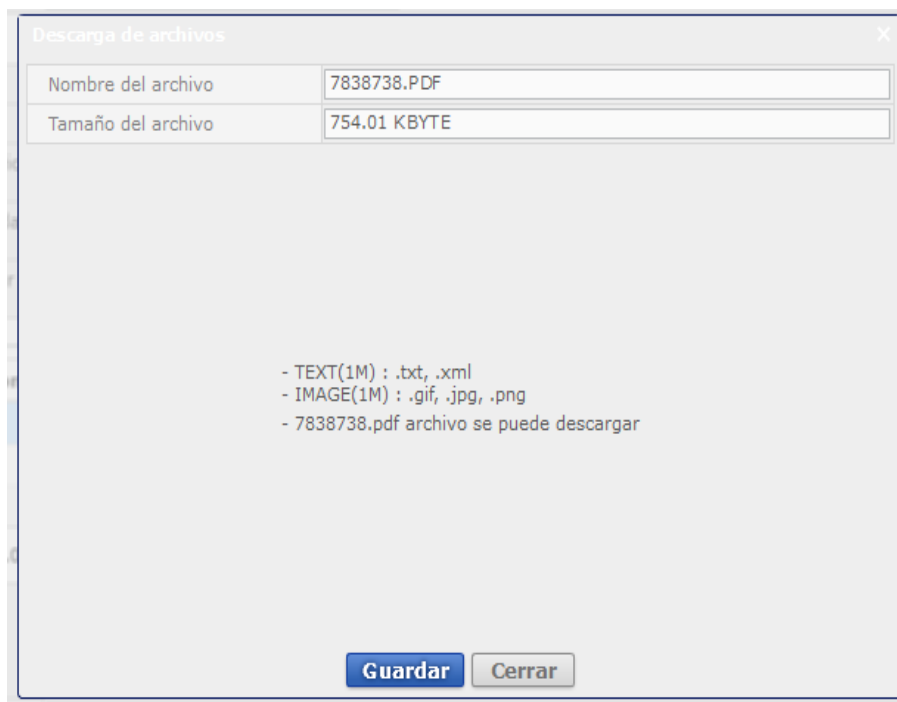 Descarga de archivos X
Nombre del archivo 7838738.PDF
Tamaño del archivo 754.01 KBYTE
- TEXT(1M) : .txt, .xml
- IMAGE(1M) : .gif, .jpg, .png
- 7838738.pdf archivo se puede descargar
Guardar Cerrar